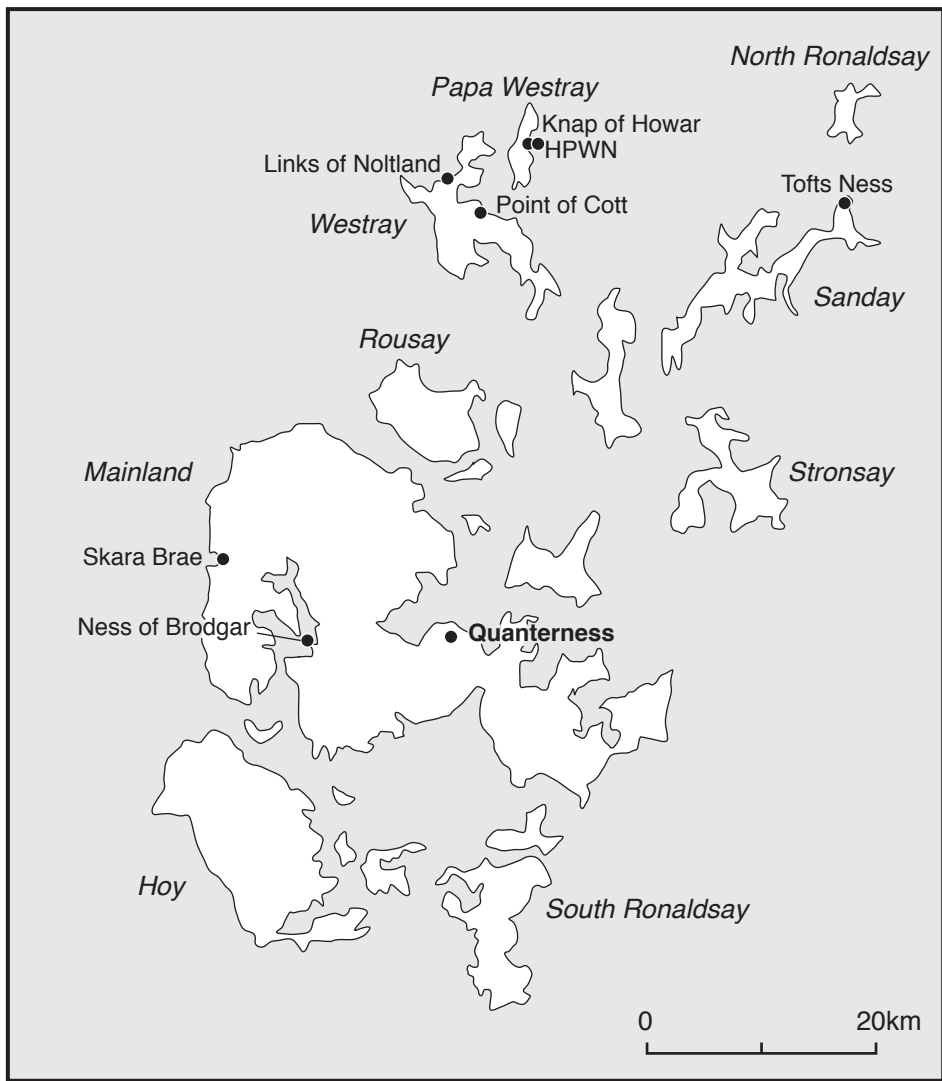 North Ronaldsay
Papa Westray
Knap of Howar
HPWN
Links of Noltland
Tofts Ness
Point of Cott
Westray
Sanday
Rousay
Mainland
Stronsay
Skara Brae
Ness of Brodgar
Quanterness
Hoy
South Ronaldsay
0 20km